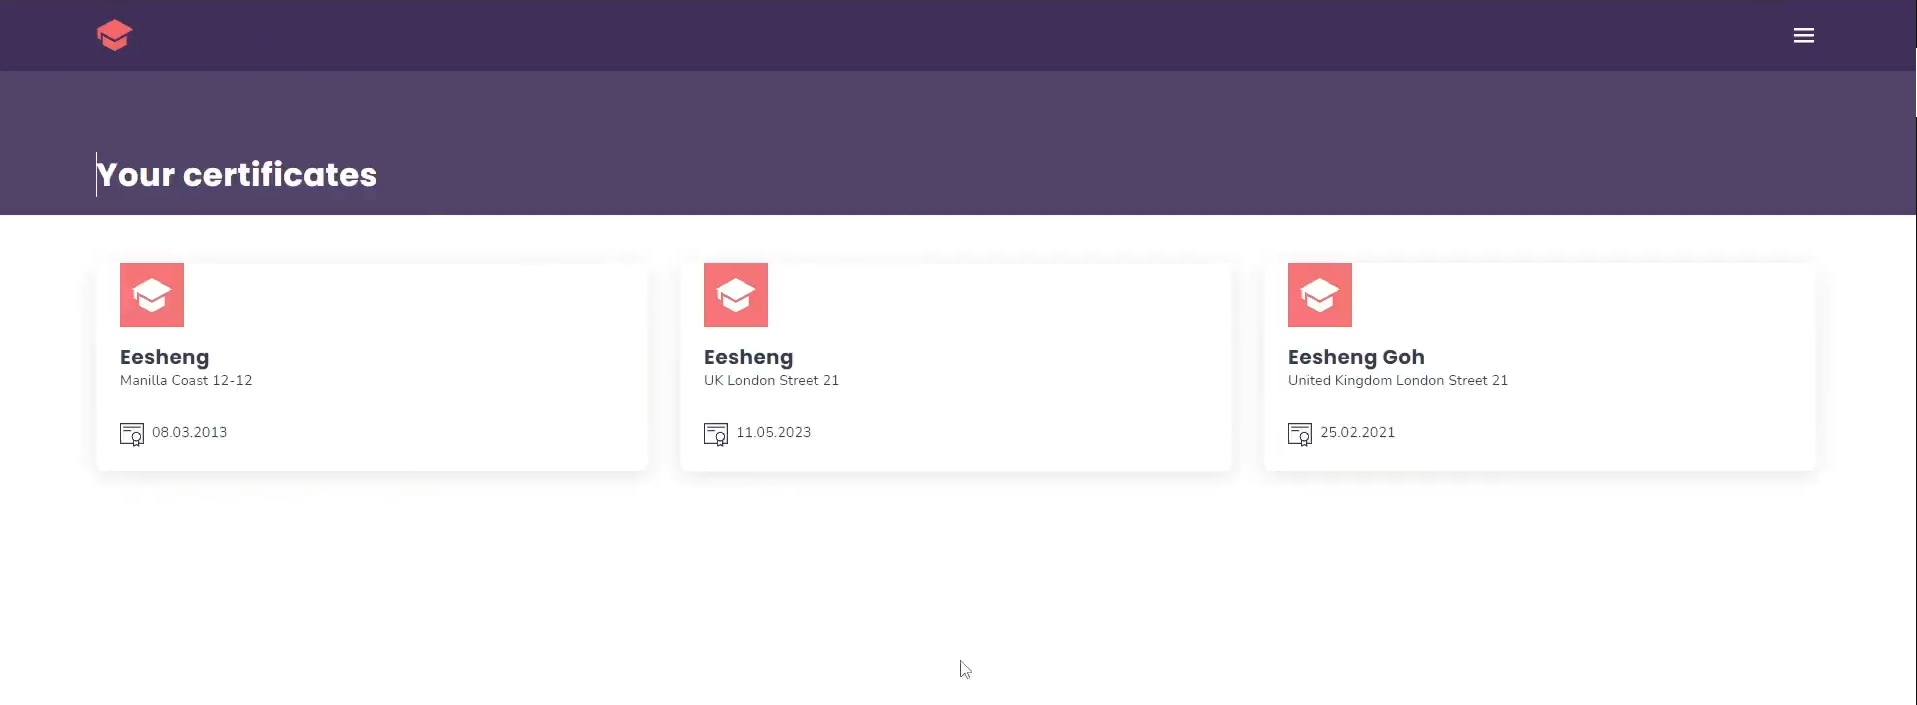 Your certificates
Eesheng
Manilla Coast 12-12
08.03.2013
Eesheng
UK London Street 21
11.05.2023
Eesheng Goh
United Kingdom London Street 21
25.02.2021